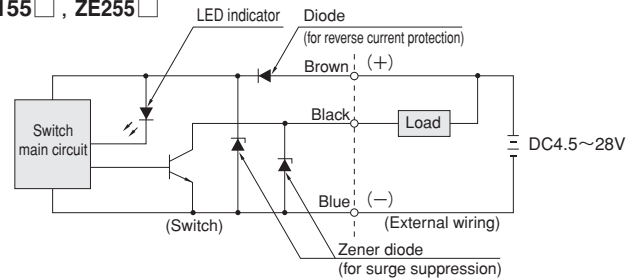 155□ , ZE255□
LED indicator
Diode
(for reverse current protection)
Brown
(+)
Black
Load
Switch
main circuit
DC4.5～28V
Blue
(−)
(Switch)
(External wiring)
Zener diode
(for surge suppression)